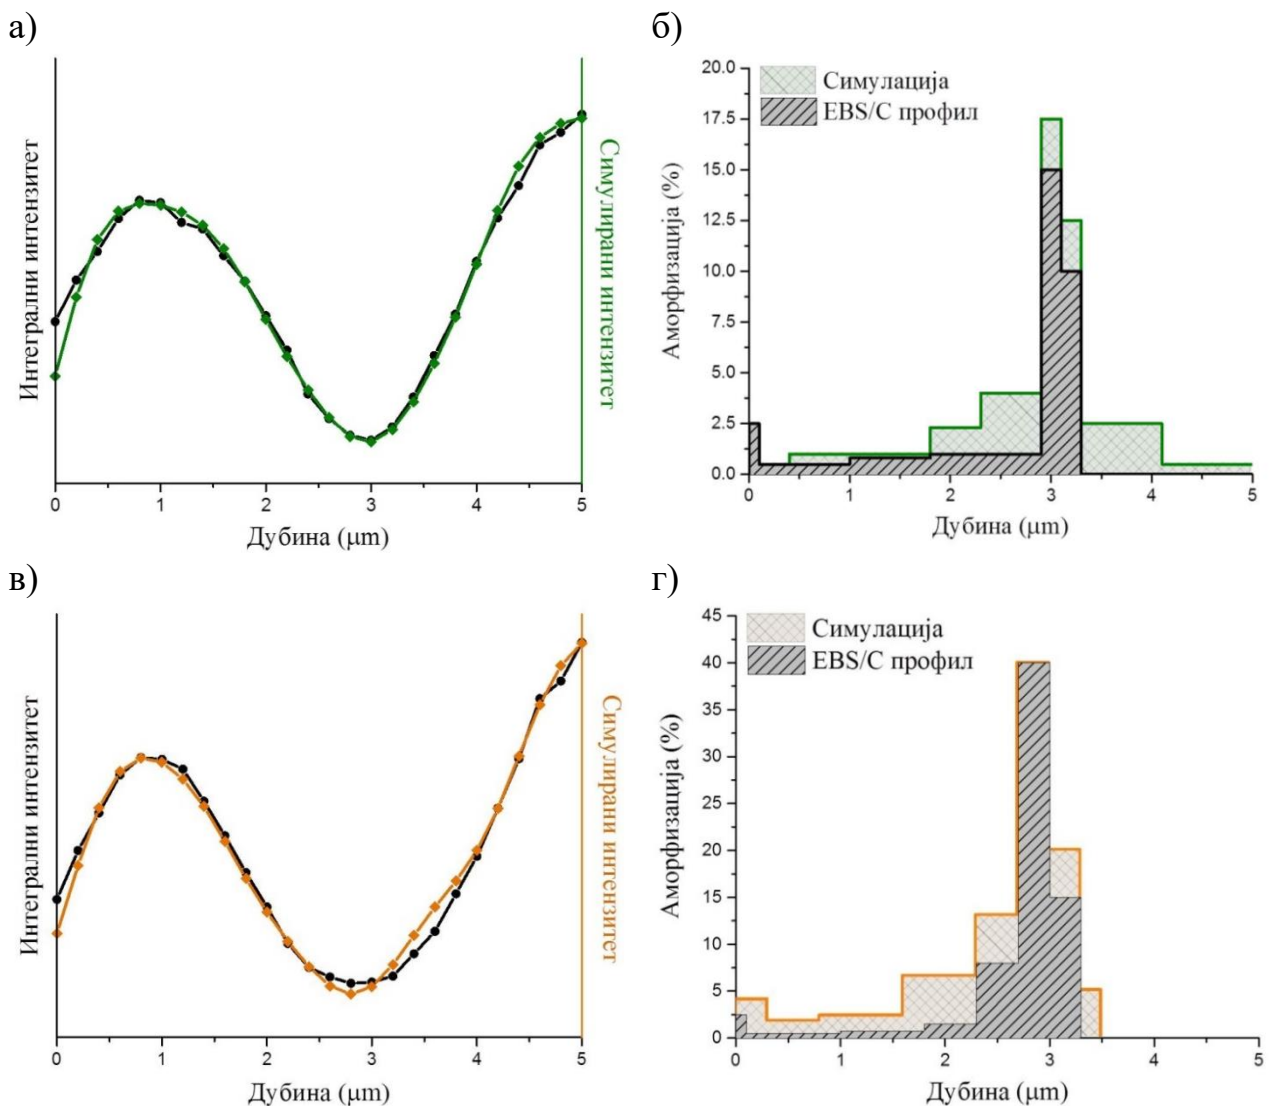 а)
Интегрални интензитет
Симулирани интензитет
0 1 2 3 4 5
Дубина (μm)
б)
Симулација
EBS/C профил
20.0
17.5
15.0
12.5
10.0
7.5
5.0
2.5
0.0
Аморфизација (%)
0 1 2 3 4 5
Дубина (μm)
в)
Интегрални интензитет
Симулирани интензитет
0 1 2 3 4 5
Дубина (μm)
г)
Симулација
EBS/C профил
45
40
35
30
25
20
15
10
5
0
Аморфизација (%)
0 1 2 3 4 5
Дубина (μm)